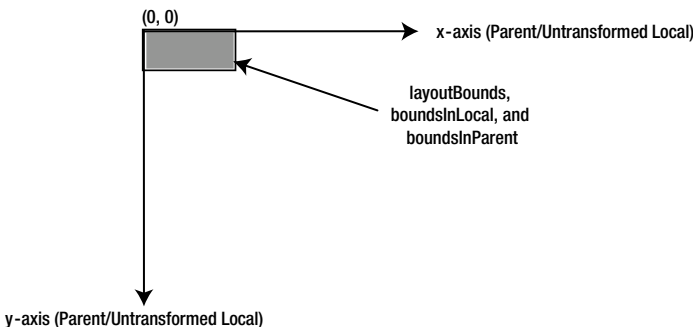 (0, 0)
x-axis (Parent/Untransformed Local)
layoutBounds,
boundsInLocal, and
boundsInParent
y-axis (Parent/Untransformed Local)